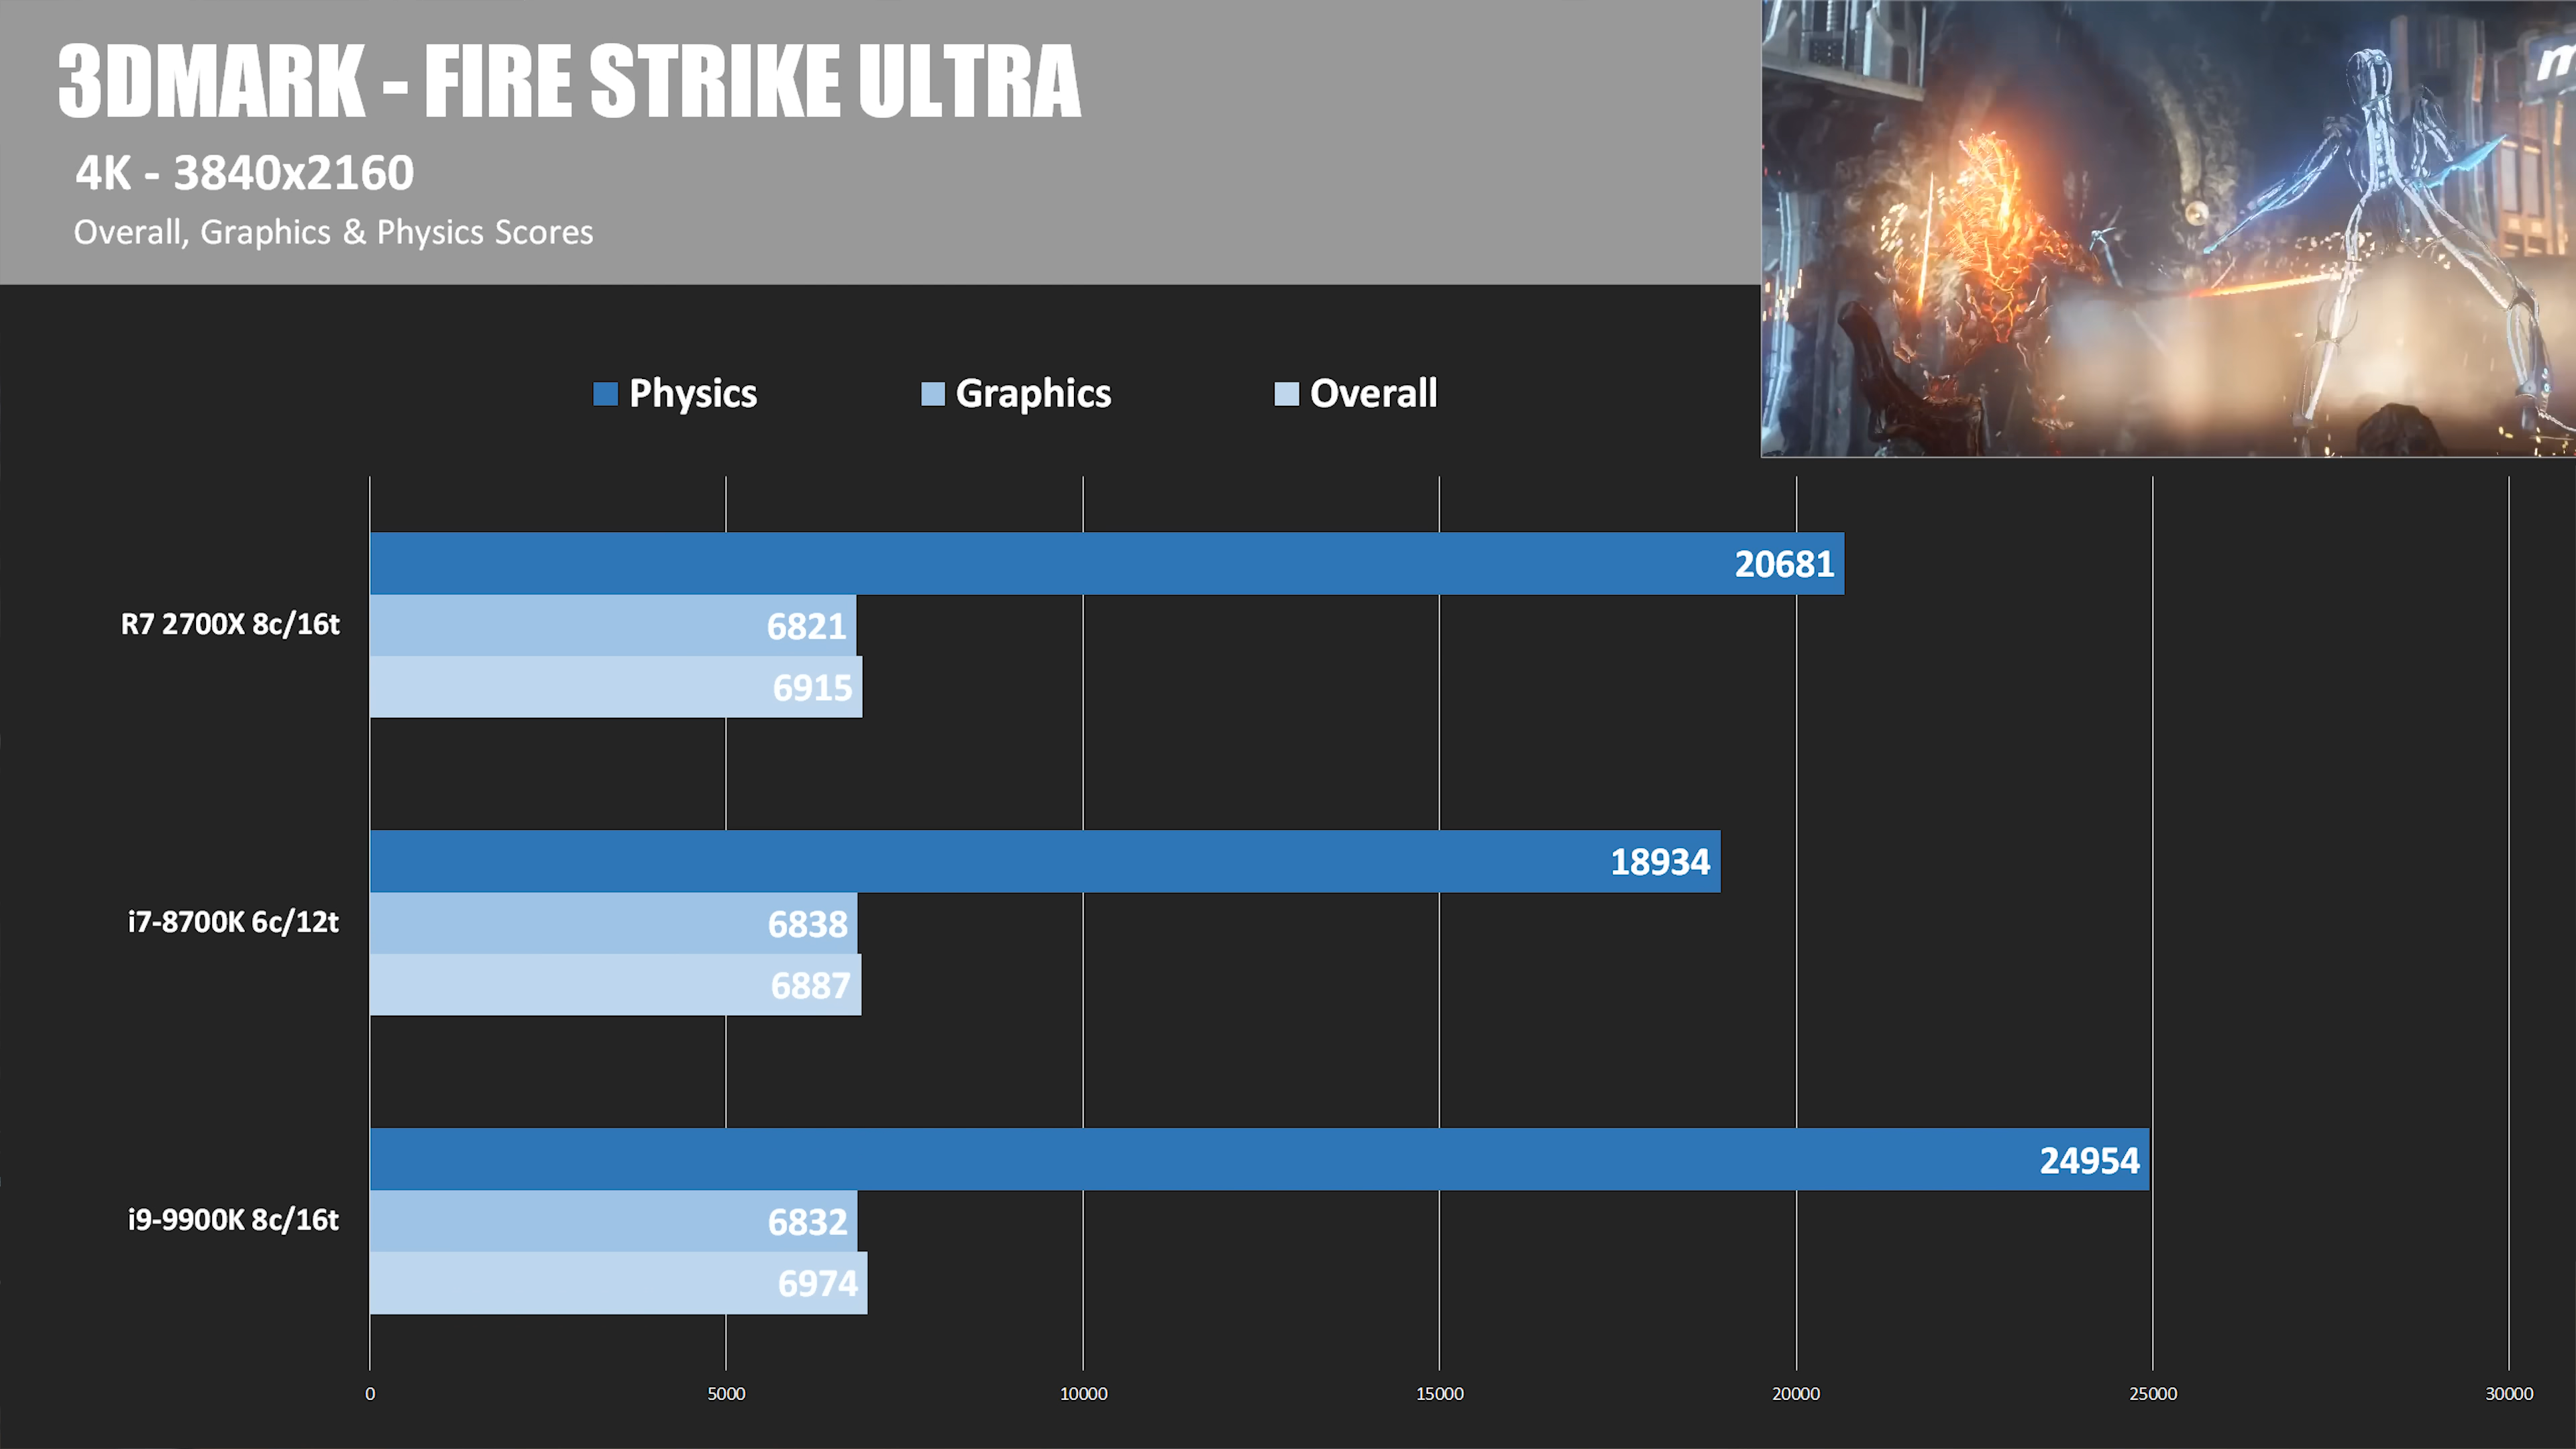 3DMARK - FIRE STRIKE ULTRA
4K - 3840x2160
Overall, Graphics & Physics Scores
Physics Graphics Overall
20681
R7 2700X 8c/16t 6821
6915
18934
i7-8700K 6c/12t 6838
6887
24954
i9-9900K 8c/16t 6832
6974
0 5000 10000 15000 20000 25000 30000